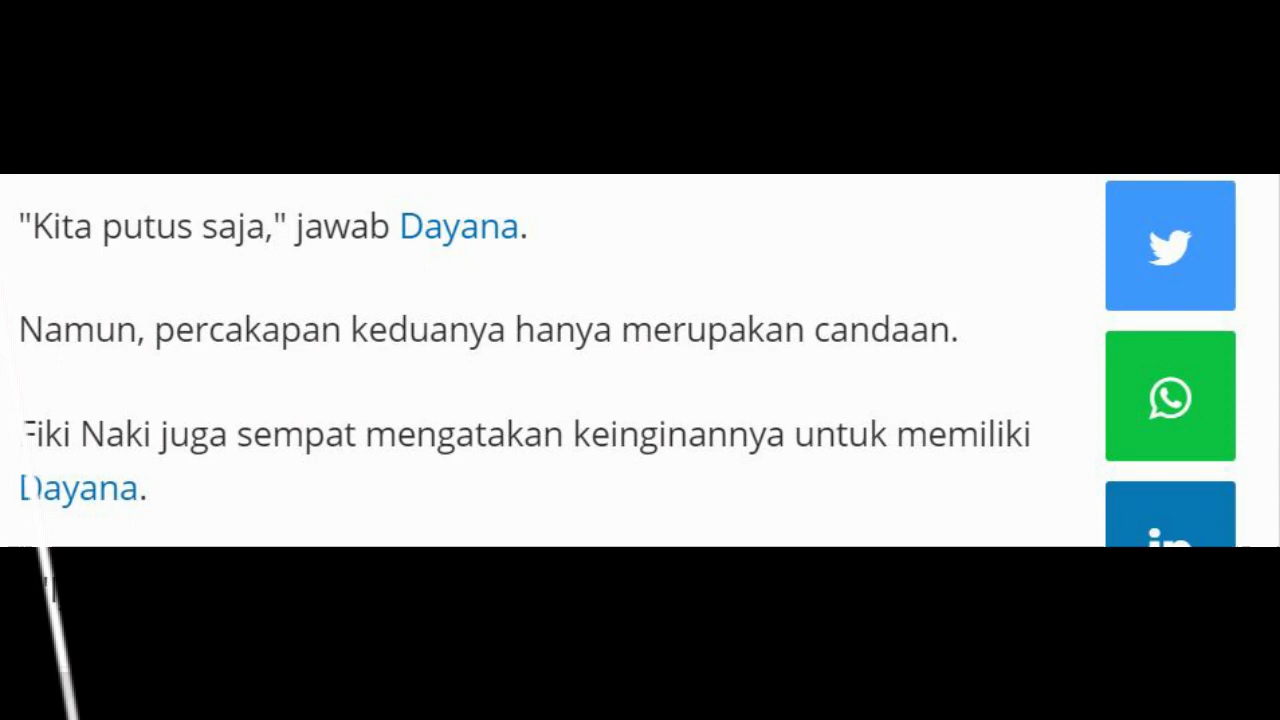 "Kita putus saja," jawab Dayana.
Namun, percakapan keduanya hanya merupakan candaan.
Fiki Naki juga sempat mengatakan keinginannya untuk memiliki
Dayana.
in